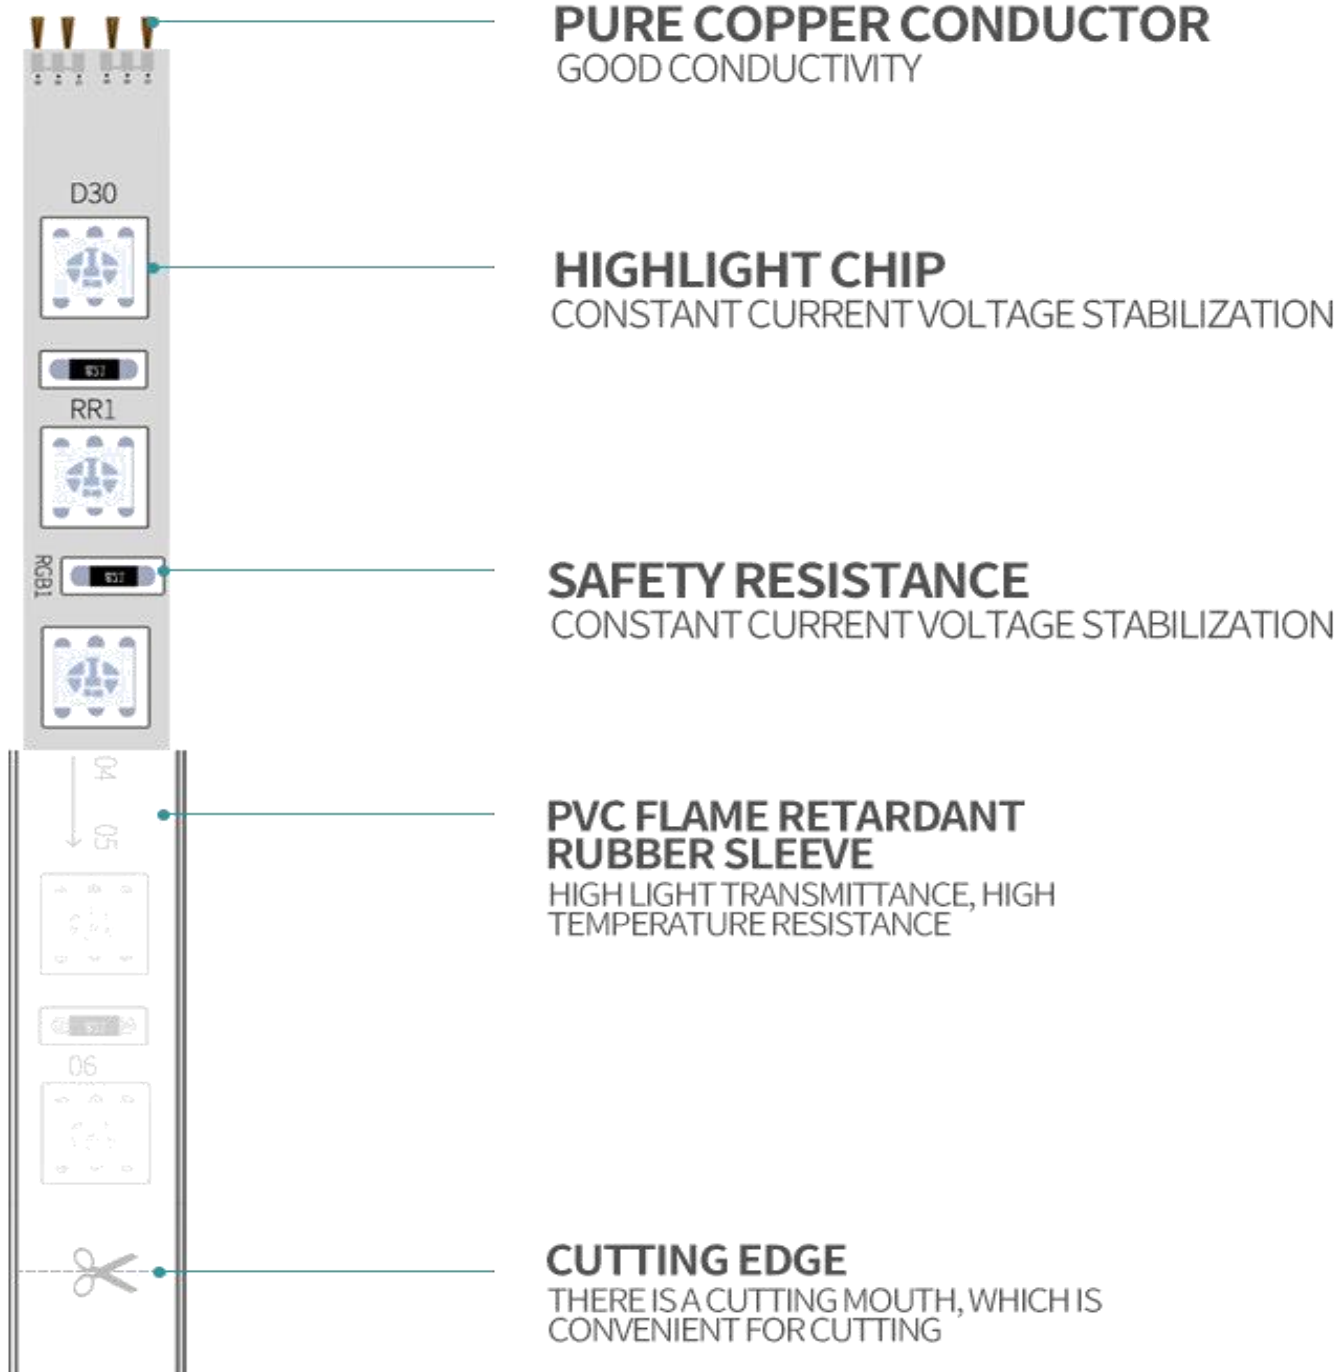 PURE COPPER CONDUCTOR
GOOD CONDUCTIVITY
D30
HIGHLIGHT CHIP
CONSTANT CURRENT VOLTAGE STABILIZATION
RR1
RGB1
SAFETY RESISTANCE
CONSTANT CURRENT VOLTAGE STABILIZATION
04
05
PVC FLAME RETARDANT
RUBBER SLEEVE
HIGH LIGHT TRANSMITTANCE, HIGH
TEMPERATURE RESISTANCE
CUTTING EDGE
THERE IS A CUTTING MOUTH, WHICH IS
CONVENIENT FOR CUTTING